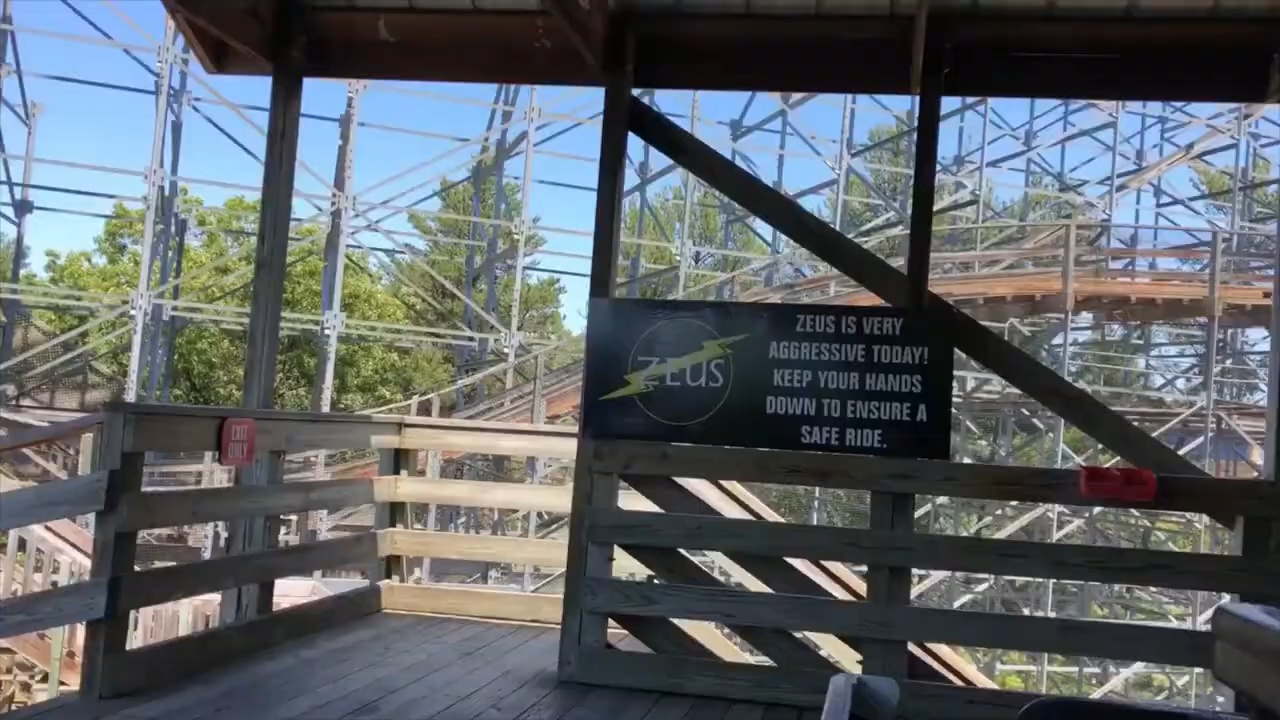 EXIT
ONLY
ZEUS
ZEUS IS VERY
AGGRESSIVE TODAY!
KEEP YOUR HANDS
DOWN TO ENSURE A
SAFE RIDE.